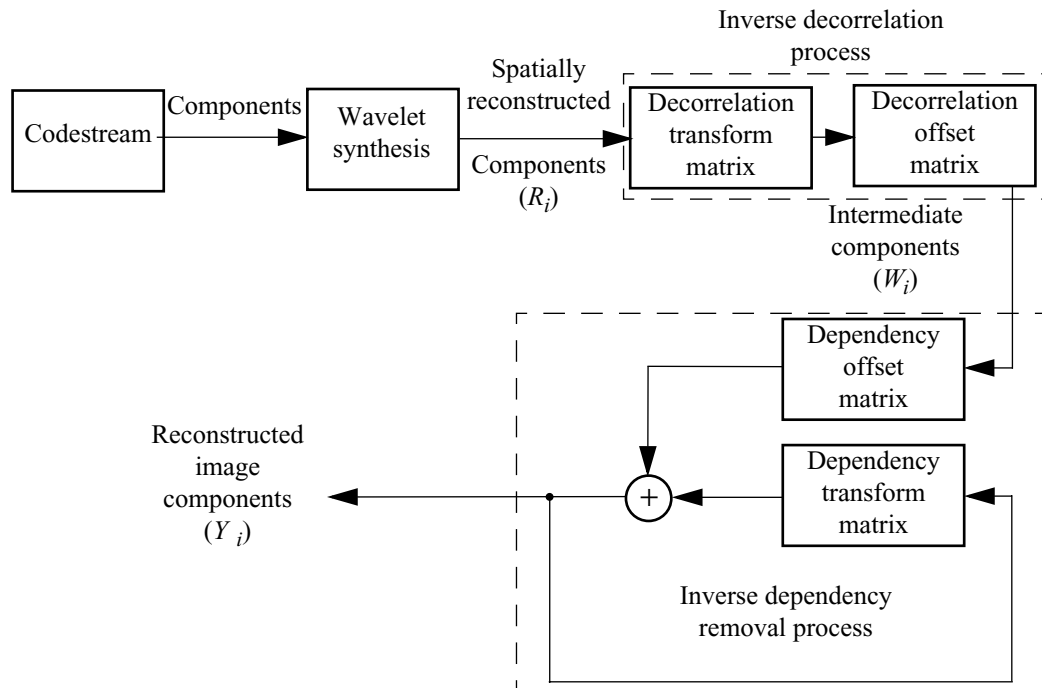 Inverse decorrelation
process
Codestream
Components
Wavelet
synthesis
Spatially
reconstructed
Components
(R_i)
Decorrelation
transform
matrix
Decorrelation
offset
matrix
Intermediate
components
(W_i)
Dependency
offset
matrix
Reconstructed
image
components
(Y_i)
+
Dependency
transform
matrix
Inverse dependency
removal process